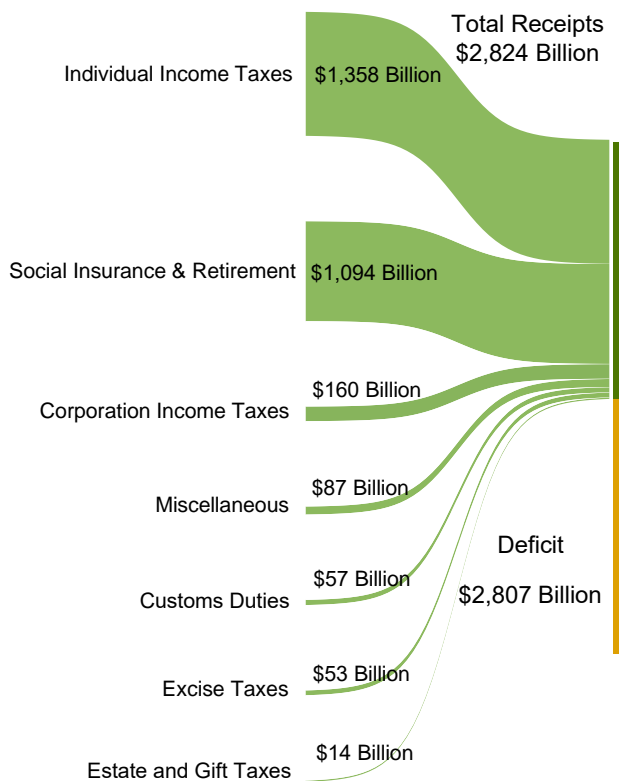 Total Receipts
$2,824 Billion
Individual Income Taxes
$1,358 Billion
Social Insurance & Retirement
$1,094 Billion
$160 Billion
Corporation Income Taxes
$87 Billion
Miscellaneous
Deficit
$2,807 Billion
$57 Billion
Customs Duties
$53 Billion
Excise Taxes
$14 Billion
Estate and Gift Taxes